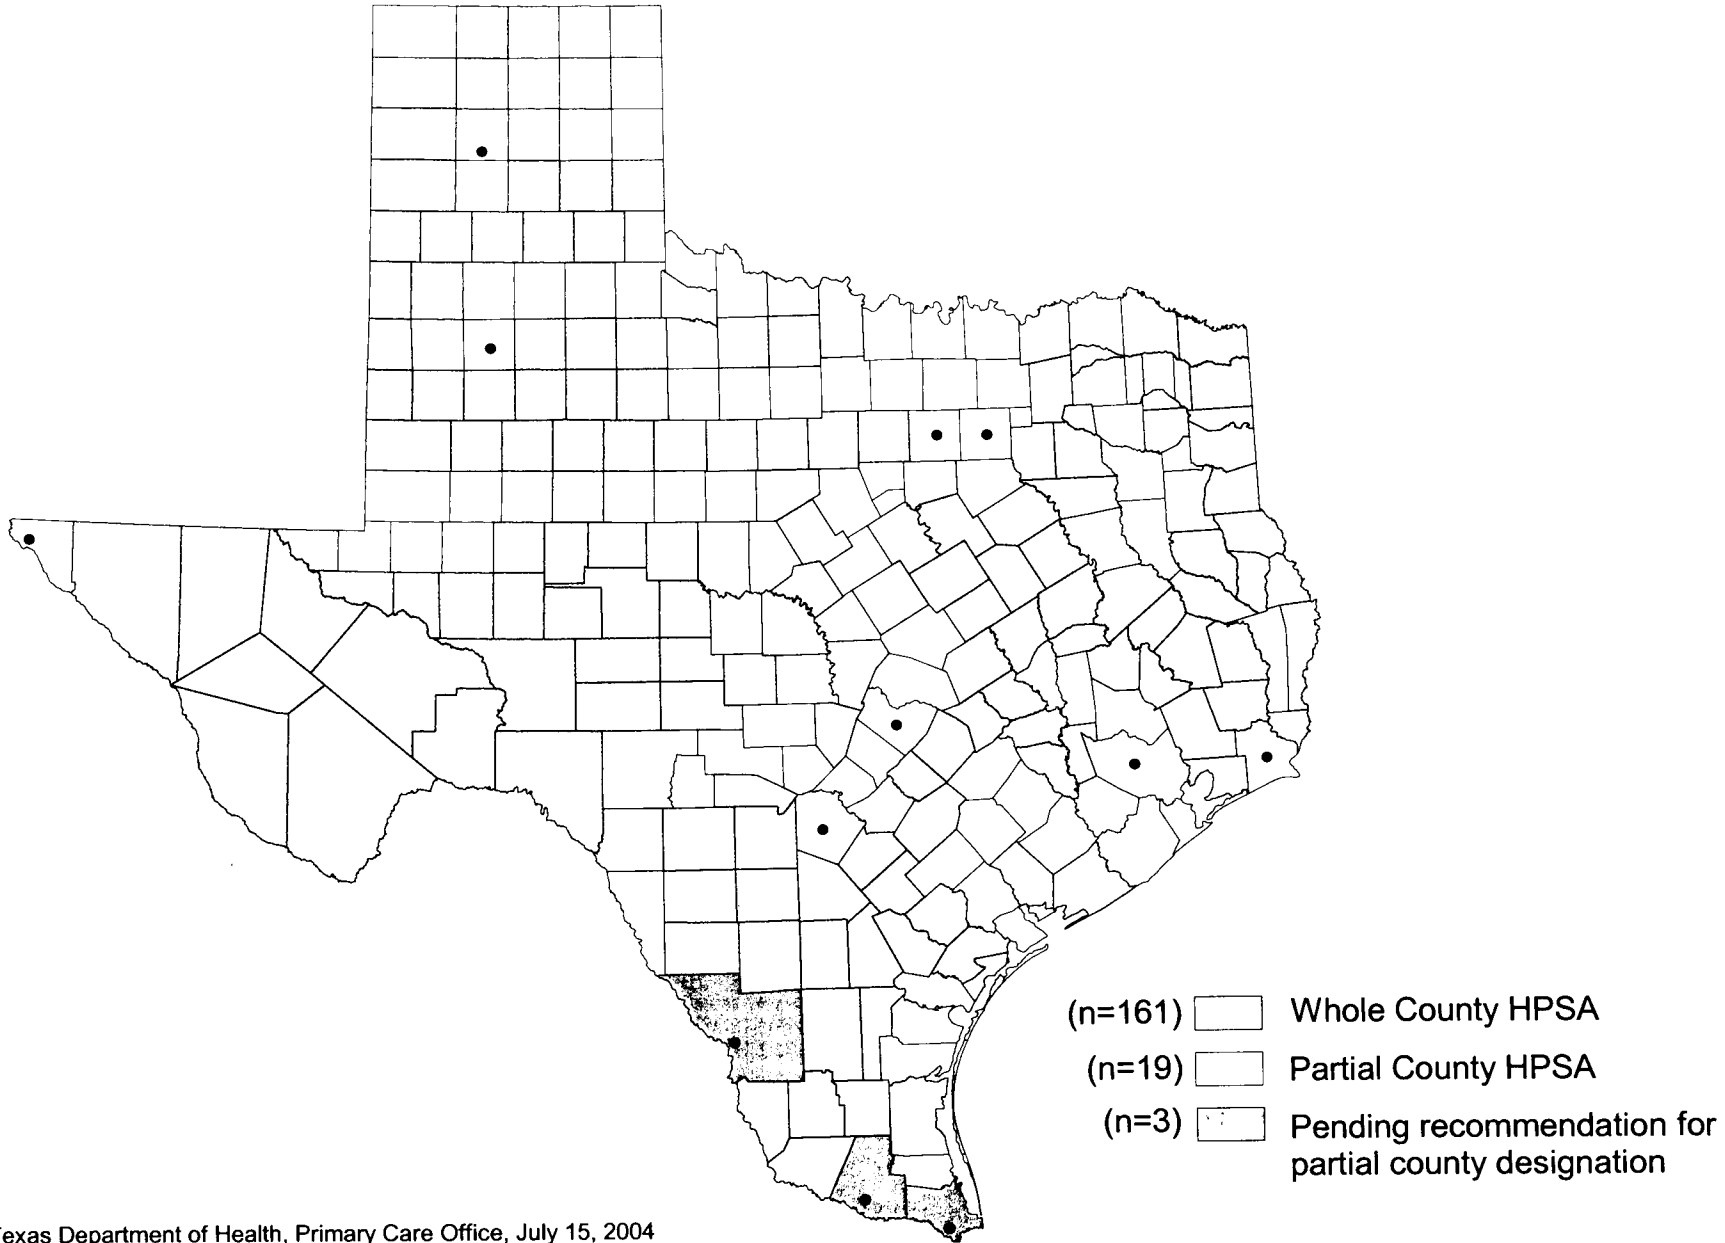 (n=161) Whole County HPSA
(n=19) Partial County HPSA
(n=3) Pending recommendation for
partial county designation
Texas Department of Health, Primary Care Office, July 15, 2004